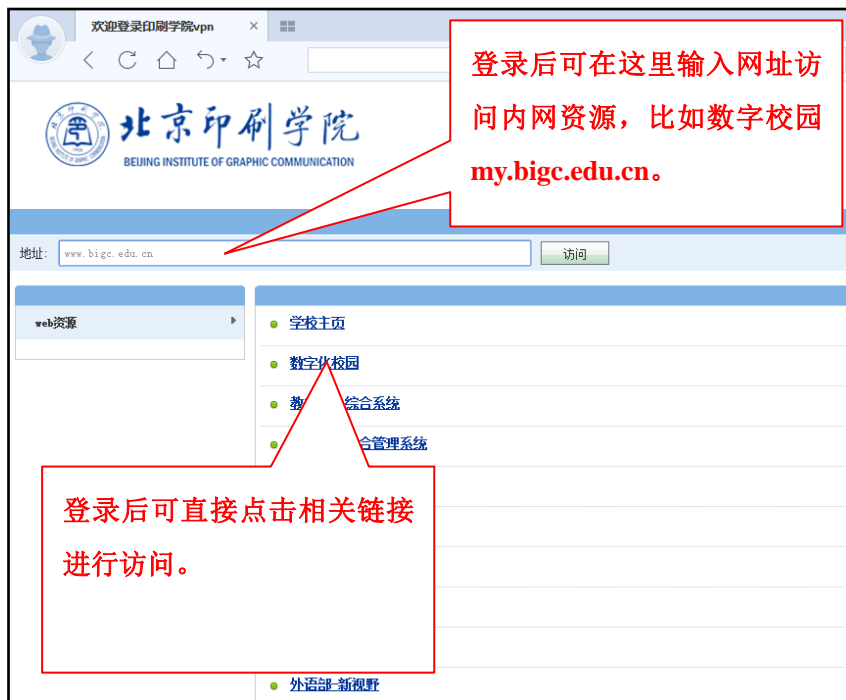 欢迎登录印刷学院vpn
登录后可在这里输入网址访
问内网资源，比如数字校园
my.bigc.edu.cn。
北京印刷学院
BEIJING INSTITUTE OF GRAPHIC COMMUNICATION
地址:
www.bigc.edu.cn
访问
web资源
学校主页
数字化校园
综合系统
合管理系统
登录后可直接点击相关链接
进行访问。
外语部-新视野